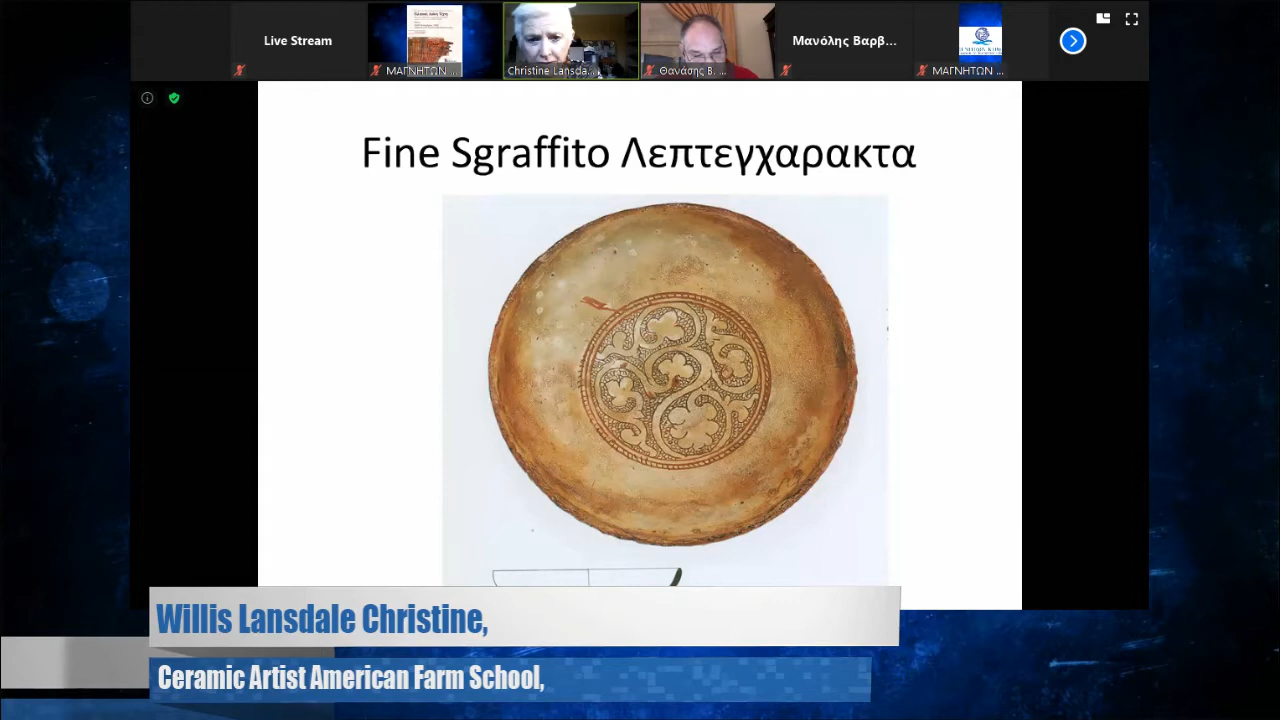 Live Stream
ΜΑΓΝΗΤΩΝ ...
Christine Lansda...
Θανάσης Β. ...
Μανόλης Βαρβ...
ΜΑΓΝΗΤΩΝ ...
Fine Sgraffito Λεπτεγχαρακτα
Willis Lansdale Christine,
Ceramic Artist American Farm School,